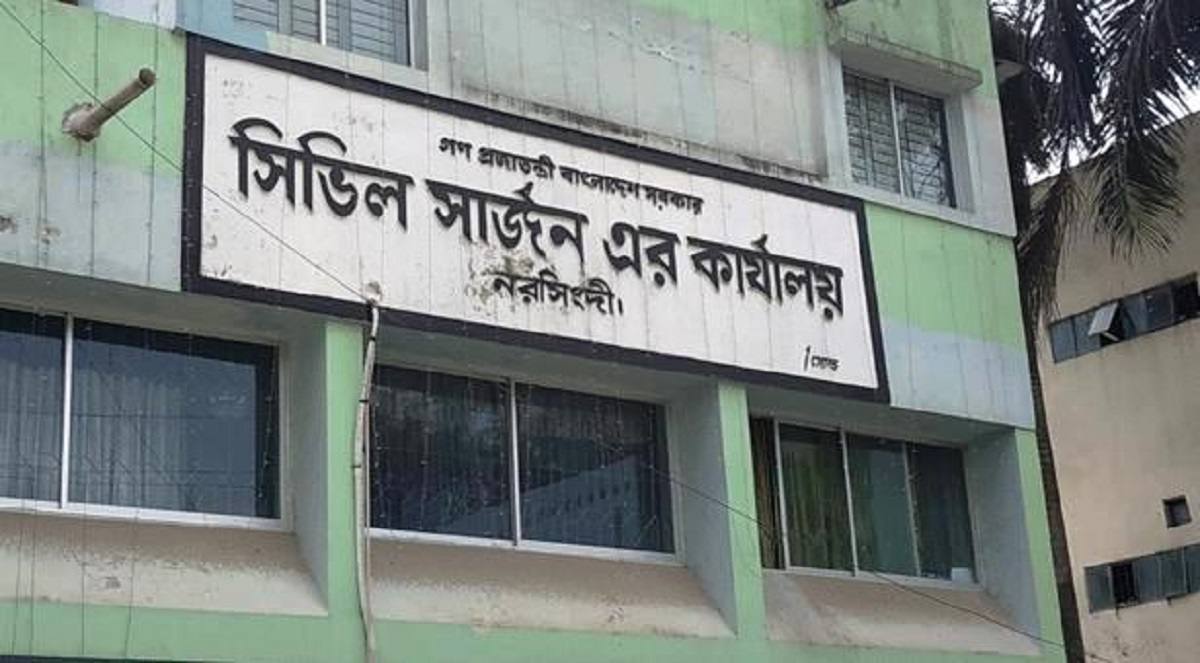 গণ প্রজাতন্ত্রী বাংলাদেশ সরকার
সিভিল সার্জন এর কার্যালয়
নরসিংদী।